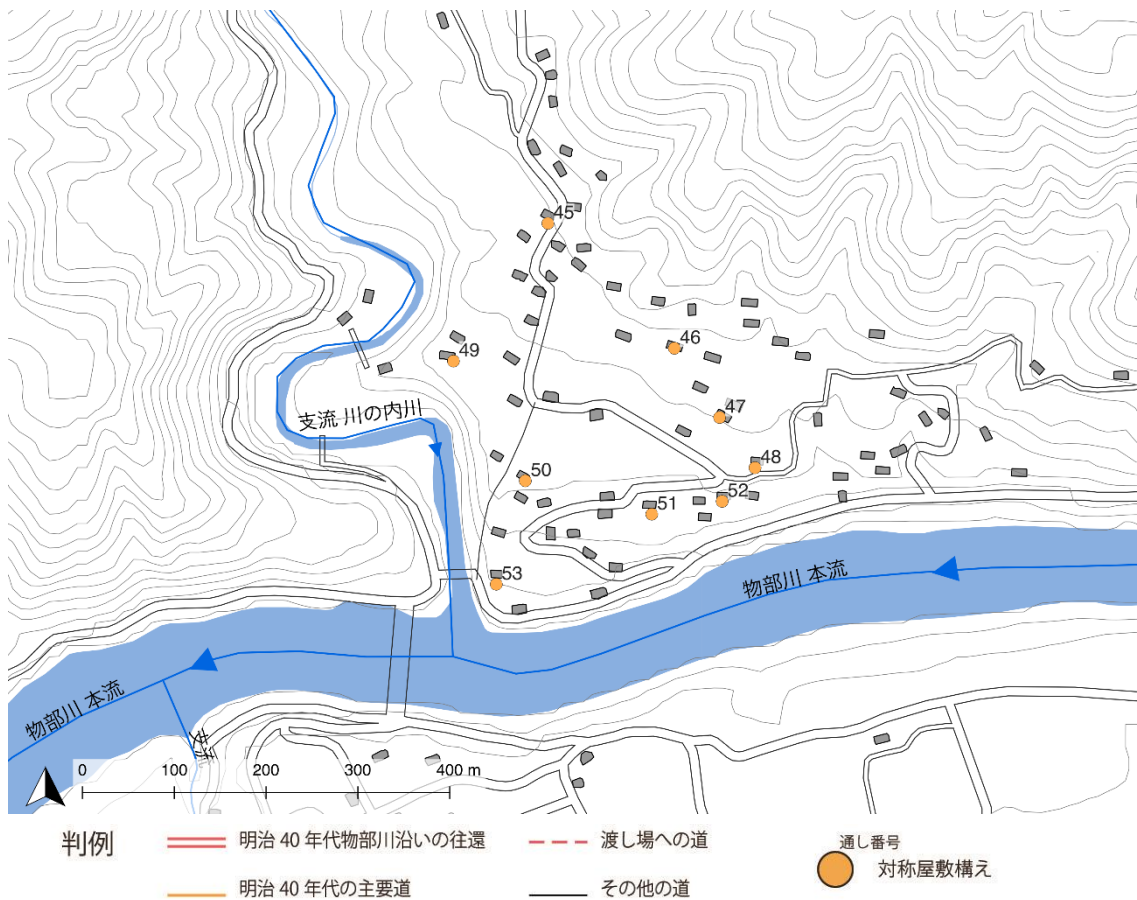 45
46
49
支流 川の内川
47
48
50
52
51
53
物部川 本流
物部川 本流
支流
0 100 200 300 400 m
判例
明治 40 年代物部川沿いの往還
渡し場への道
通し番号
対称屋敷構え
明治 40 年代の主要道
その他の道